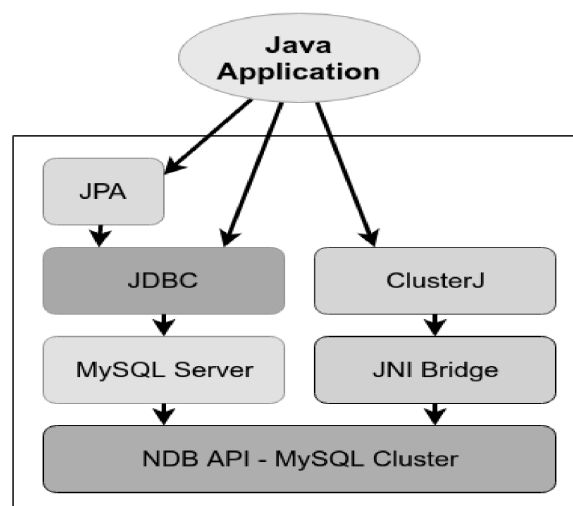 Java
Application
JPA
JDBC
ClusterJ
MySQL Server
JNI Bridge
NDB API - MySQL Cluster